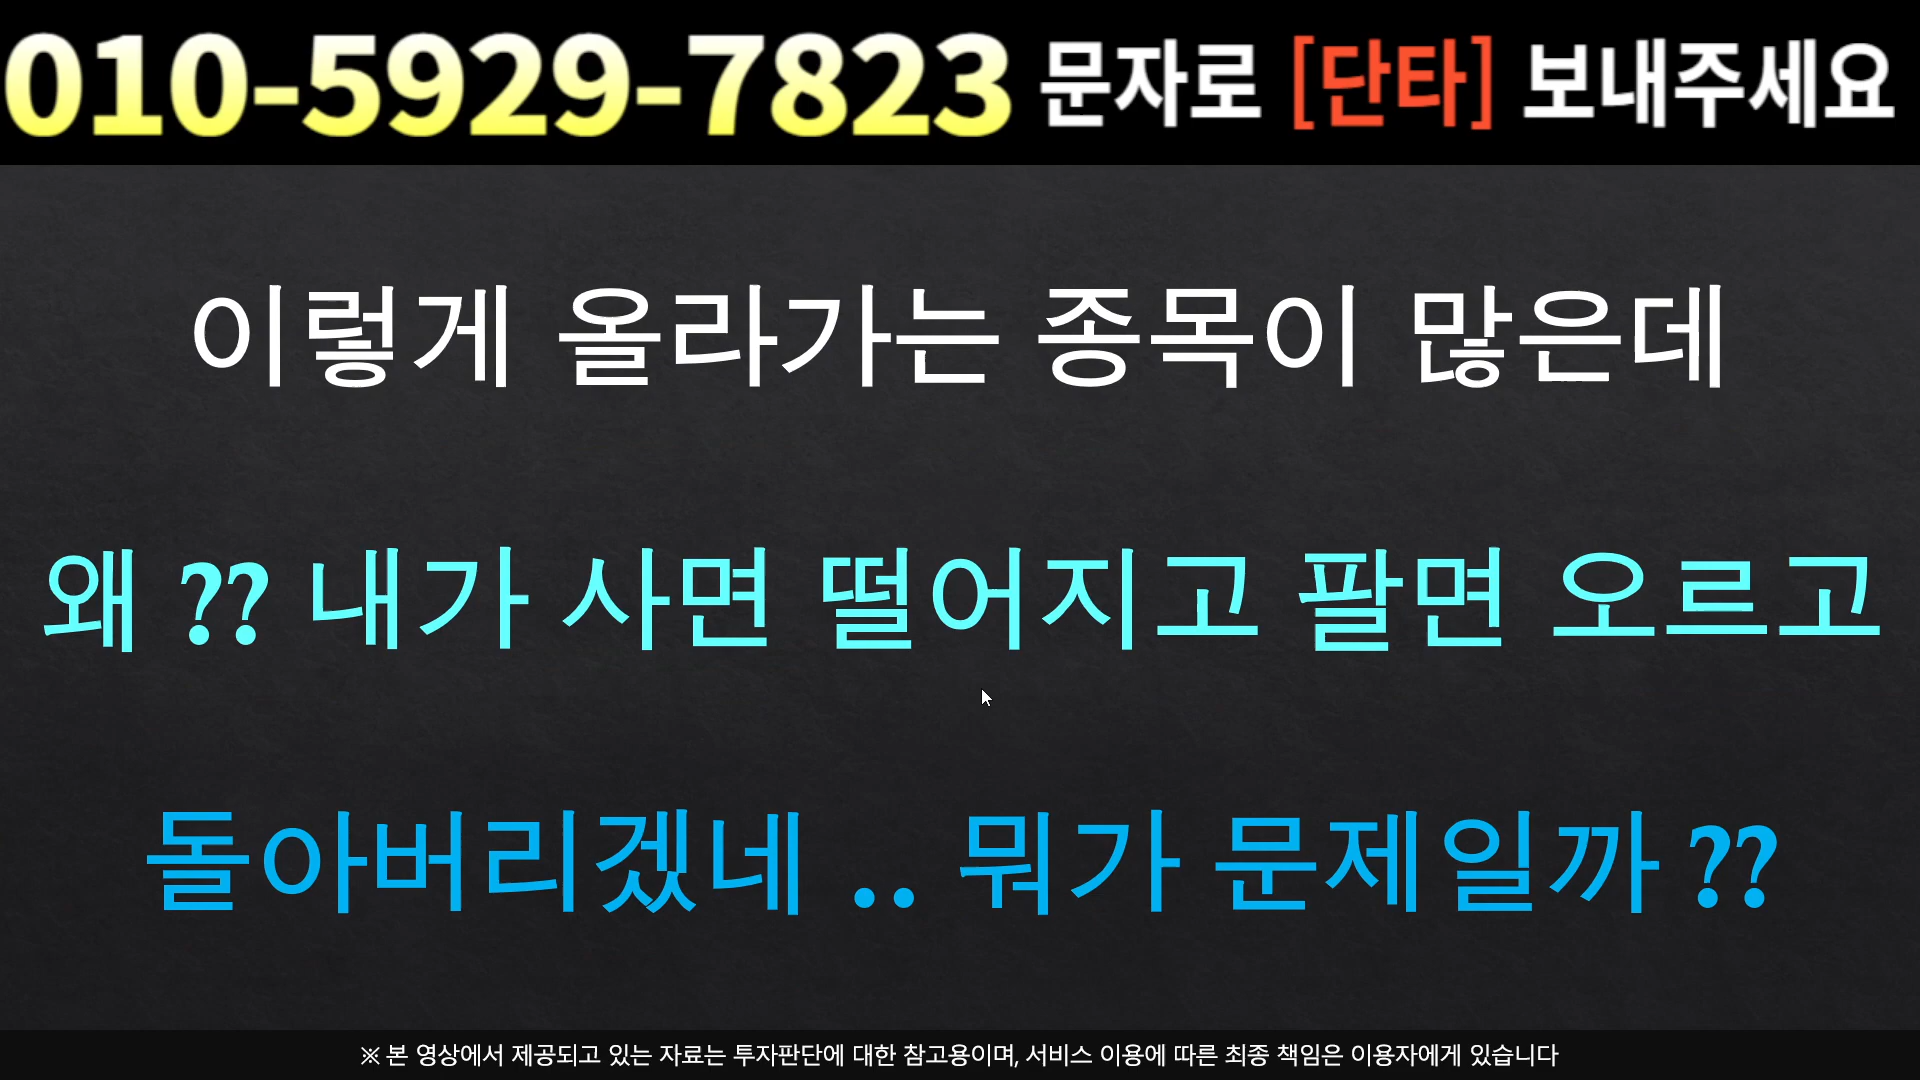 010-5929-7823 문자로 [단타] 보내주세요
이렇게 올라가는 종목이 많은데
왜 ?? 내가 사면 떨어지고 팔면 오르고
돌아버리겠네 .. 뭐가 문제일까 ??
※ 본 영상에서 제공되고 있는 자료는 투자판단에 대한 참고용이며, 서비스 이용에 따른 최종 책임은 이용자에게 있습니다